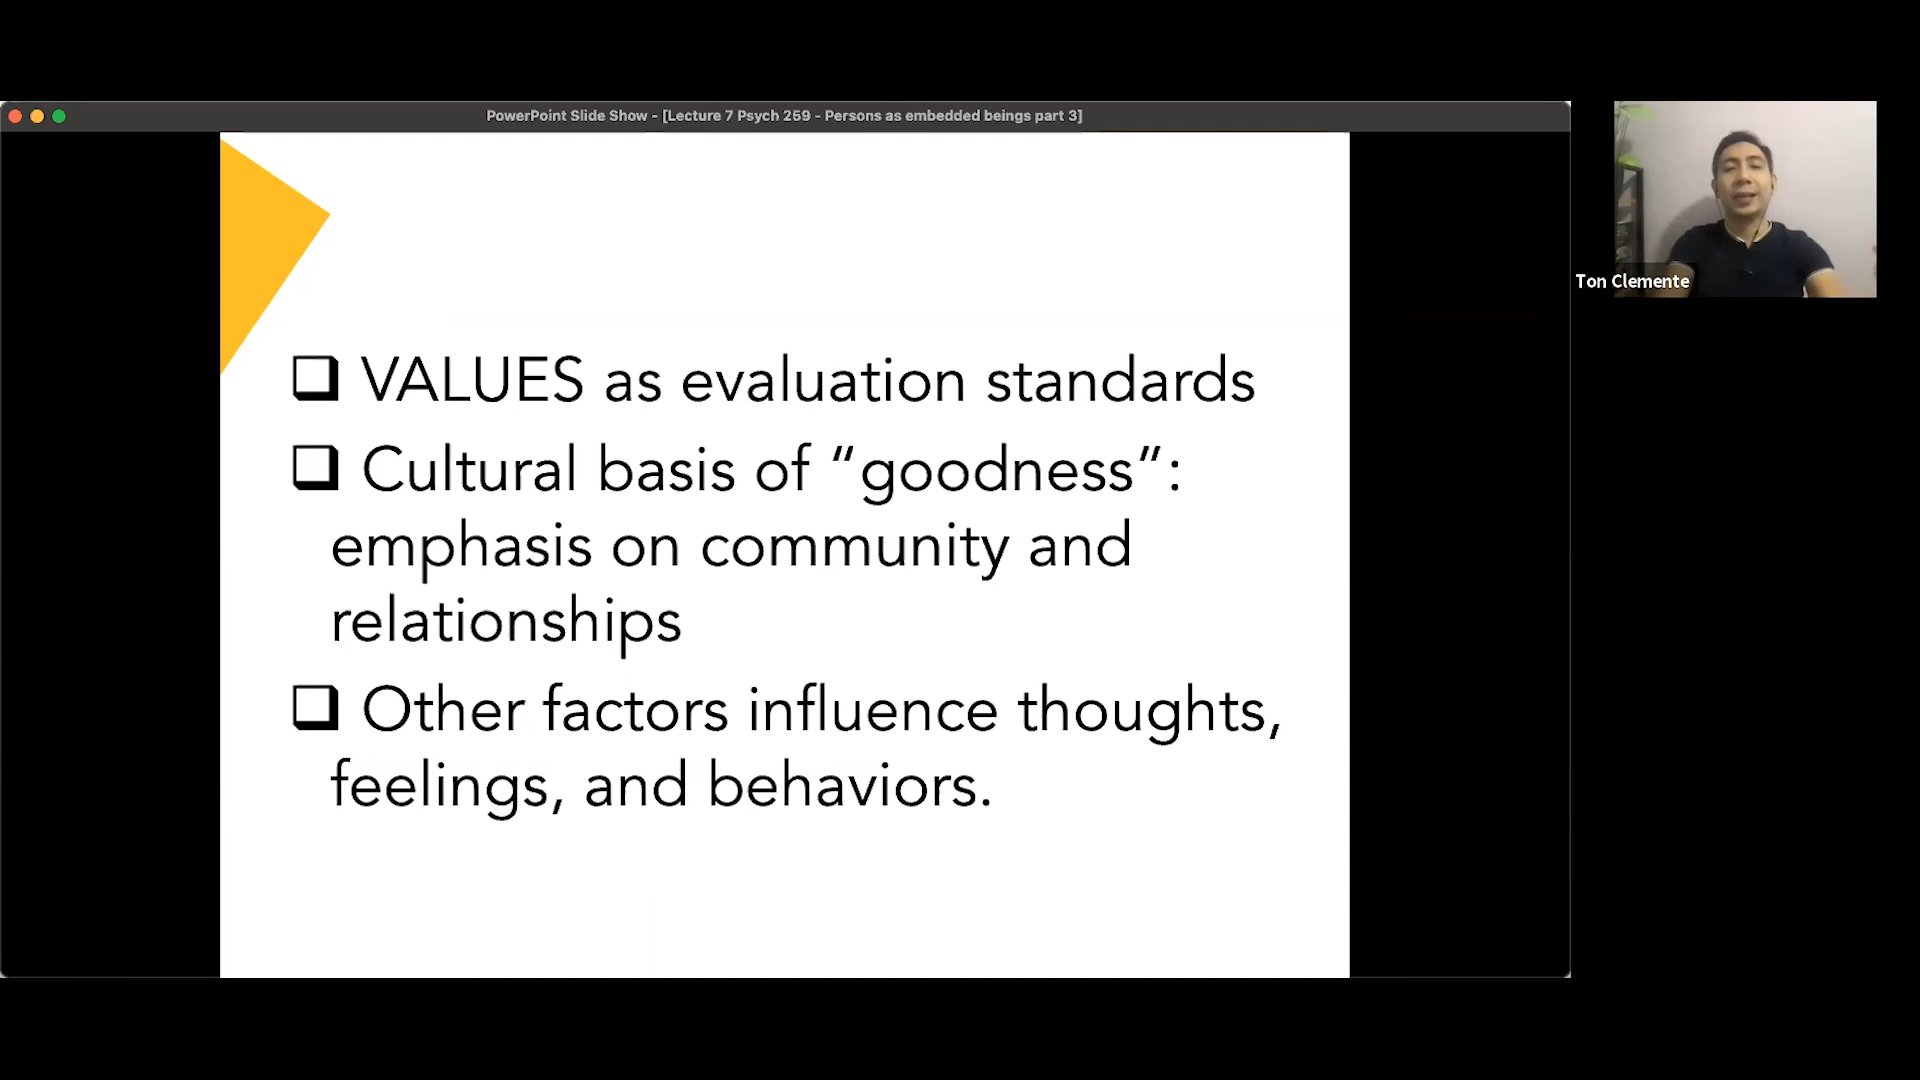 PowerPoint Slide Show - [Lecture 7 Psych 259 - Persons as embedded beings part 3]
❑ VALUES as evaluation standards
❑ Cultural basis of “goodness”:
emphasis on community and
relationships
❑ Other factors influence thoughts,
feelings, and behaviors.
Ton Clemente